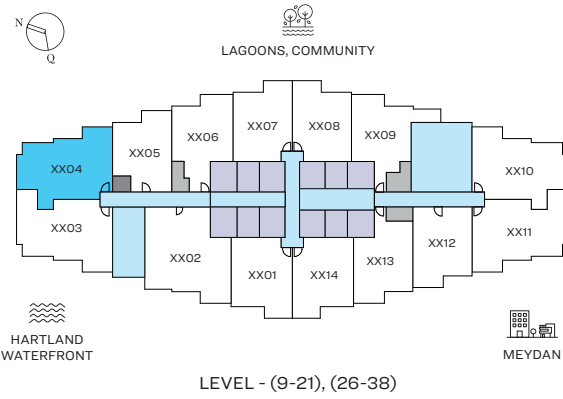 N
Q
LAGOONS, COMMUNITY
XX07
XX08
XX06
XX09
XX05
XX04
XX10
XX03
XX11
XX02
XX12
XX01
XX14
XX13
HARTLAND
WATERFRONT
MEYDAN
LEVEL - (9-21), (26-38)